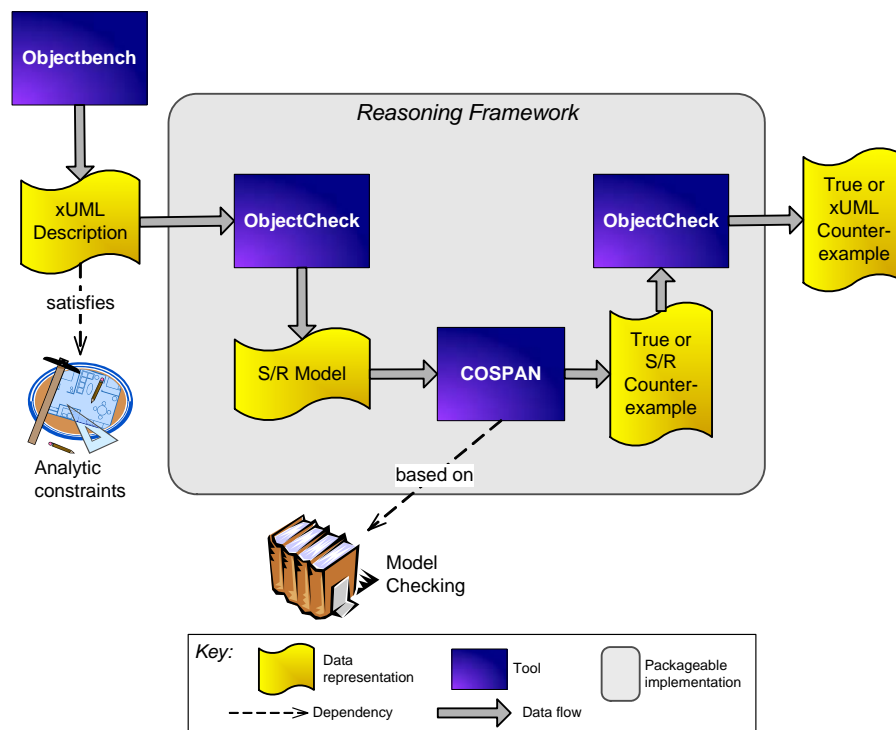 Objectbench
Reasoning Framework
xUML
Description
ObjectCheck
ObjectCheck
True or
xUML
Counter-
example
satisfies
S/R Model
COSPAN
True or
S/R
Counter-
example
Analytic
constraints
based on
Model
Checking
Key:
Data
representation
Tool
Packageable
implementation
Dependency
Data flow